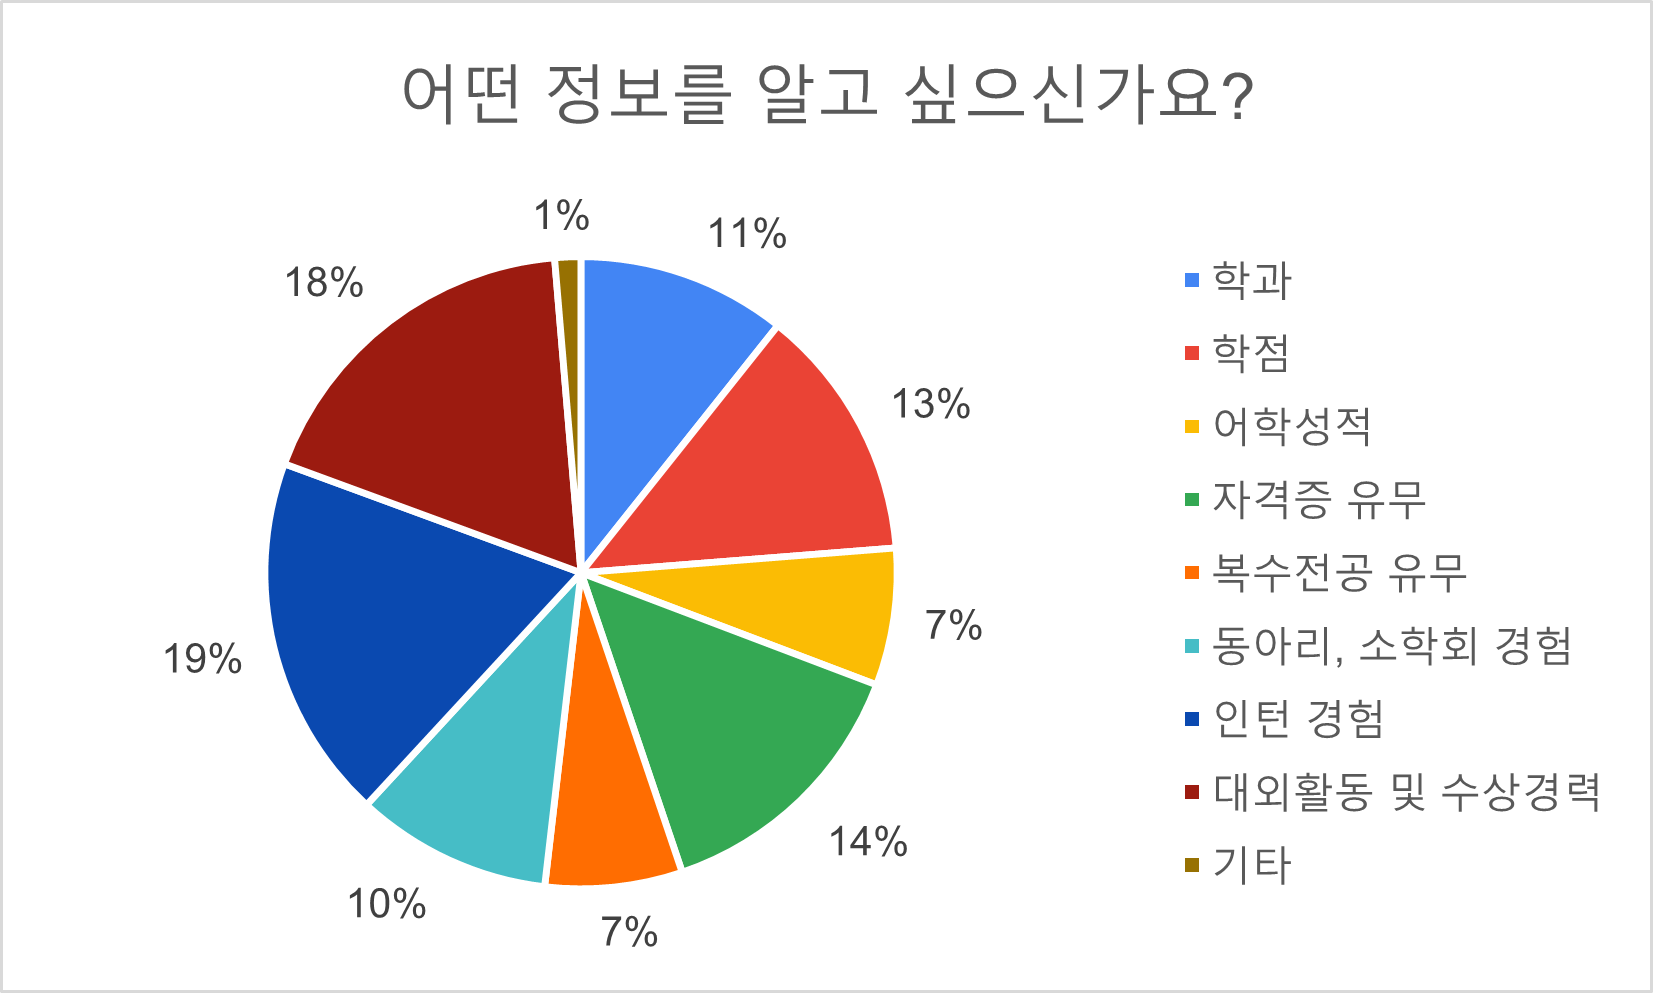 어떤 정보를 알고 싶으신가요?
1%
11%
18%
13%
7%
19%
14%
10%
7%
학과
학점
어학성적
자격증 유무
복수전공 유무
동아리, 소학회 경험
인턴 경험
대외활동 및 수상경력
기타